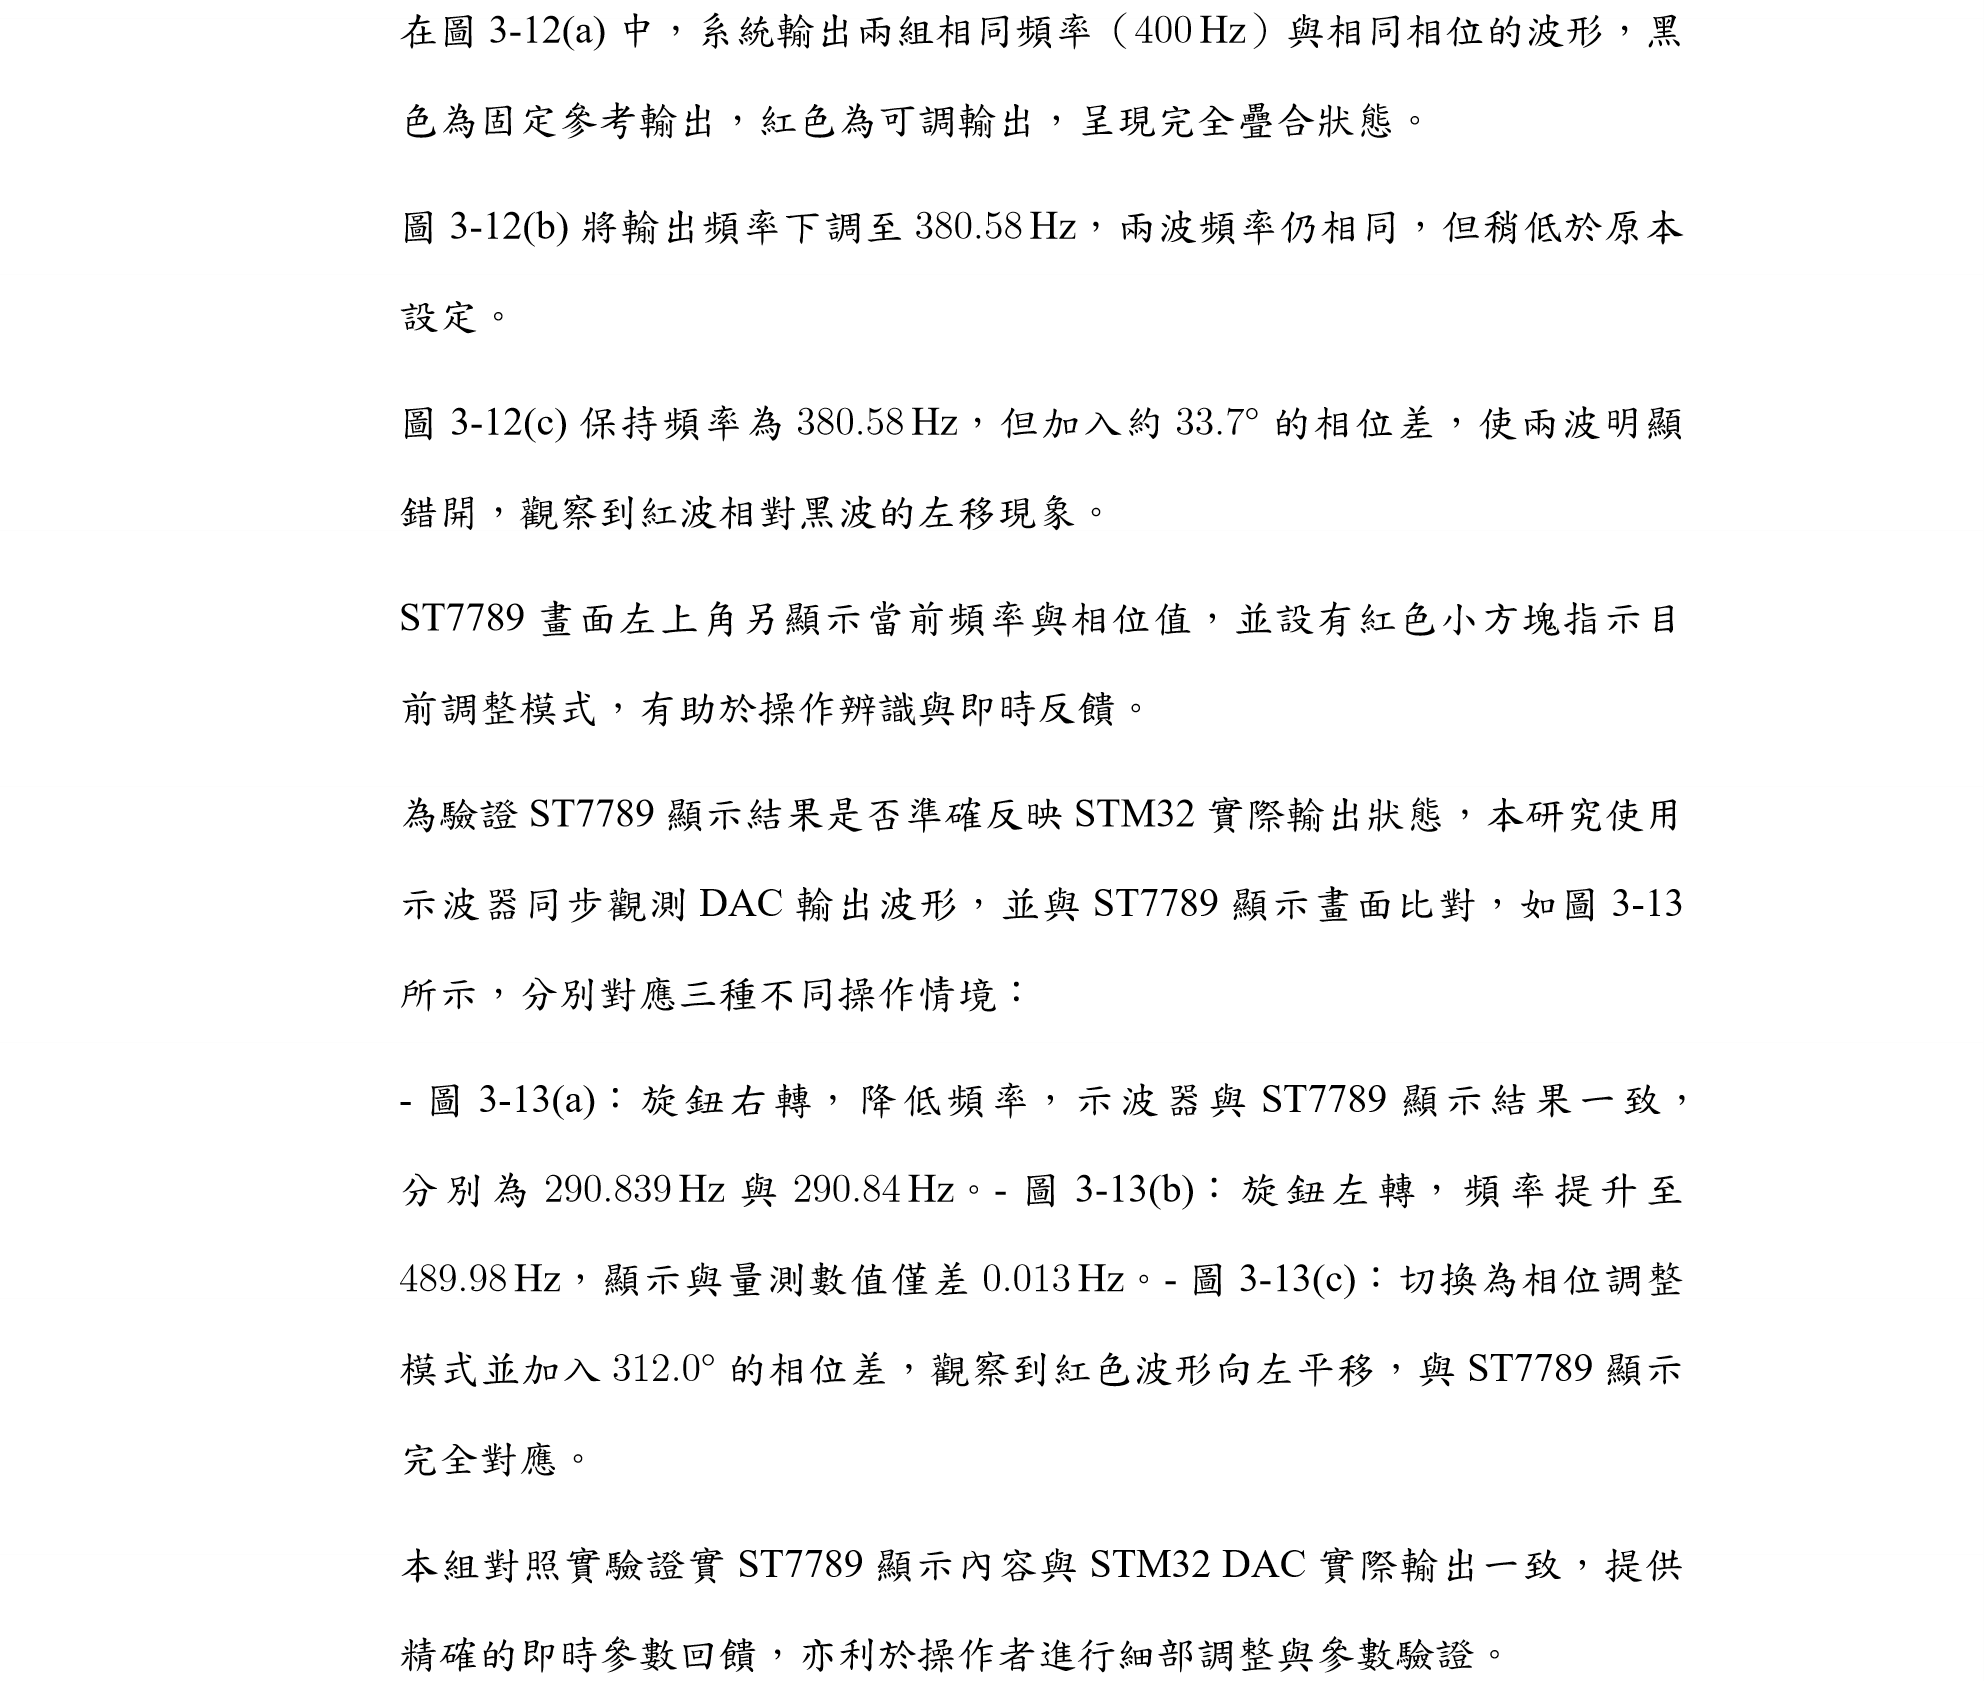 在圖 3-12(a) 中，系統輸出兩組相同頻率（400 Hz）與相同相位的波形，黑
色為固定參考輸出，紅色為可調輸出，呈現完全疊合狀態。
圖 3-12(b) 將輸出頻率下調至 380.58 Hz，兩波頻率仍相同，但稍低於原本
設定。
圖 3-12(c) 保持頻率為 380.58 Hz，但加入約 33.7° 的相位差，使兩波明顯
錯開，觀察到紅波相對黑波的左移現象。
ST7789 畫面左上角另顯示當前頻率與相位值，並設有紅色小方塊指示目
前調整模式，有助於操作辨識與即時反饋。
為驗證 ST7789 顯示結果是否準確反映 STM32 實際輸出狀態，本研究使用
示波器同步觀測 DAC 輸出波形，並與 ST7789 顯示畫面比對，如圖 3-13
所示，分別對應三種不同操作情境：
- 圖 3-13(a)：旋鈕右轉，降低頻率，示波器與 ST7789 顯示結果一致，
分別為 290.839 Hz 與 290.84 Hz。- 圖 3-13(b)：旋鈕左轉，頻率提升至
489.98 Hz，顯示與量測數值僅差 0.013 Hz。- 圖 3-13(c)：切換為相位調整
模式並加入 312.0° 的相位差，觀察到紅色波形向左平移，與 ST7789 顯示
完全對應。
本組對照實驗證實 ST7789 顯示內容與 STM32 DAC 實際輸出一致，提供
精確的即時參數回饋，亦利於操作者進行細部調整與參數驗證。